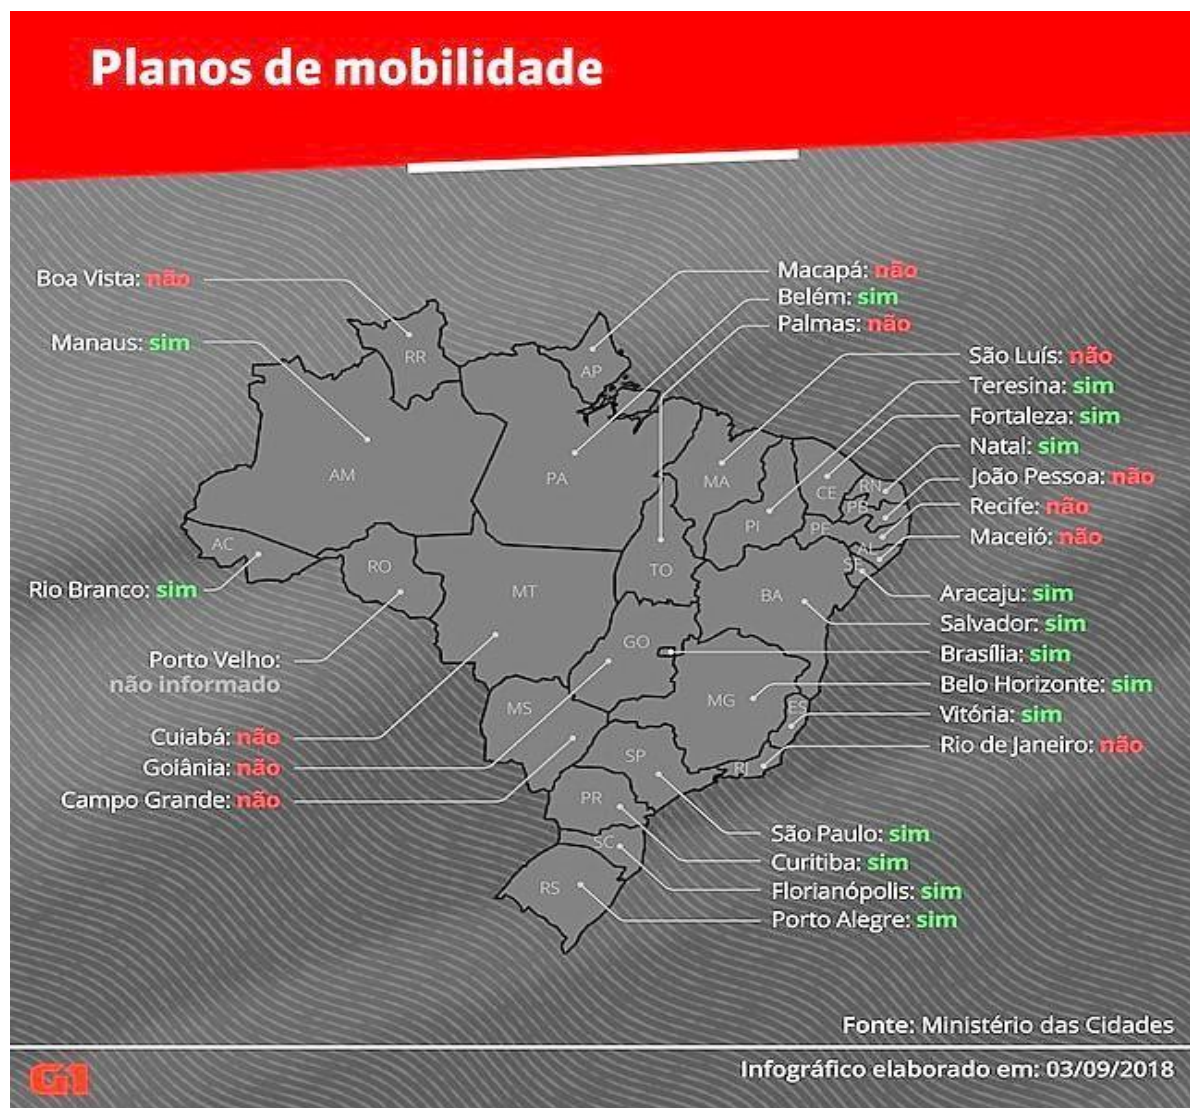 Planos de mobilidade
Boa Vista: não
Manaus: sim
Rio Branco: sim
Porto Velho:
não informado
Cuiabá: não
Goiânia: não
Campo Grande: não
Macapá: não
Belém: sim
Palmas: não
São Luís: não
Teresina: sim
Fortaleza: sim
Natal: sim
João Pessoa: não
Recife: não
Maceió: não
Aracaju: sim
Salvador: sim
Brasília: sim
Belo Horizonte: sim
Vitória: sim
Rio de Janeiro: não
São Paulo: sim
Curitiba: sim
Florianópolis: sim
Porto Alegre: sim
RR
AP
AM
PA
MA
CE
RN
PB
PI
PE
AL
SE
AC
RO
TO
MT
BA
GO
MG
MS
ES
SP
RJ
PR
SC
RS
Fonte: Ministério das Cidades
G1
Infográfico elaborado em: 03/09/2018